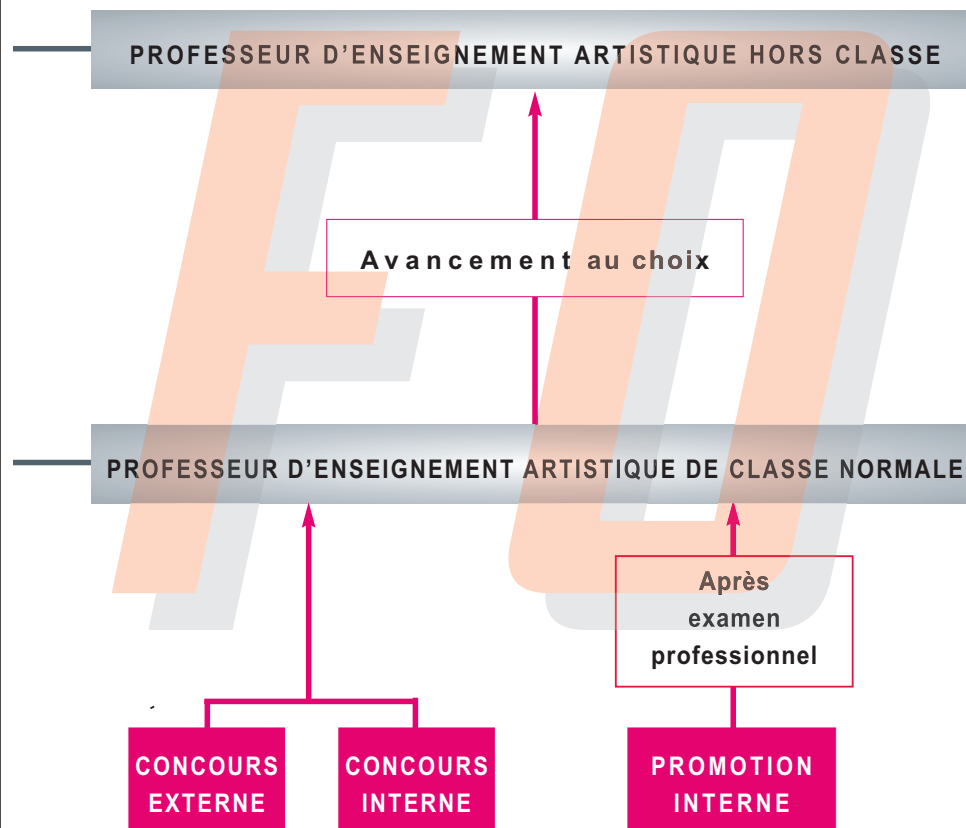 PROFESSEUR D'ENSEIGNEMENT ARTISTIQUE HORS CLASSE
Avancement au choix
PROFESSEUR D'ENSEIGNEMENT ARTISTIQUE DE CLASSE NORMALE
Après
examen
professionnel
CONCOURS
EXTERNE
CONCOURS
INTERNE
PROMOTION
INTERNE
FO